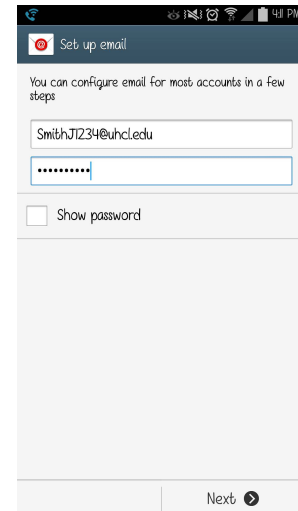 4:11 PM
Set up email
You can configure email for most accounts in a few
steps
SmithJ1234@uhcl.edu
••••••••••
Show password
Next